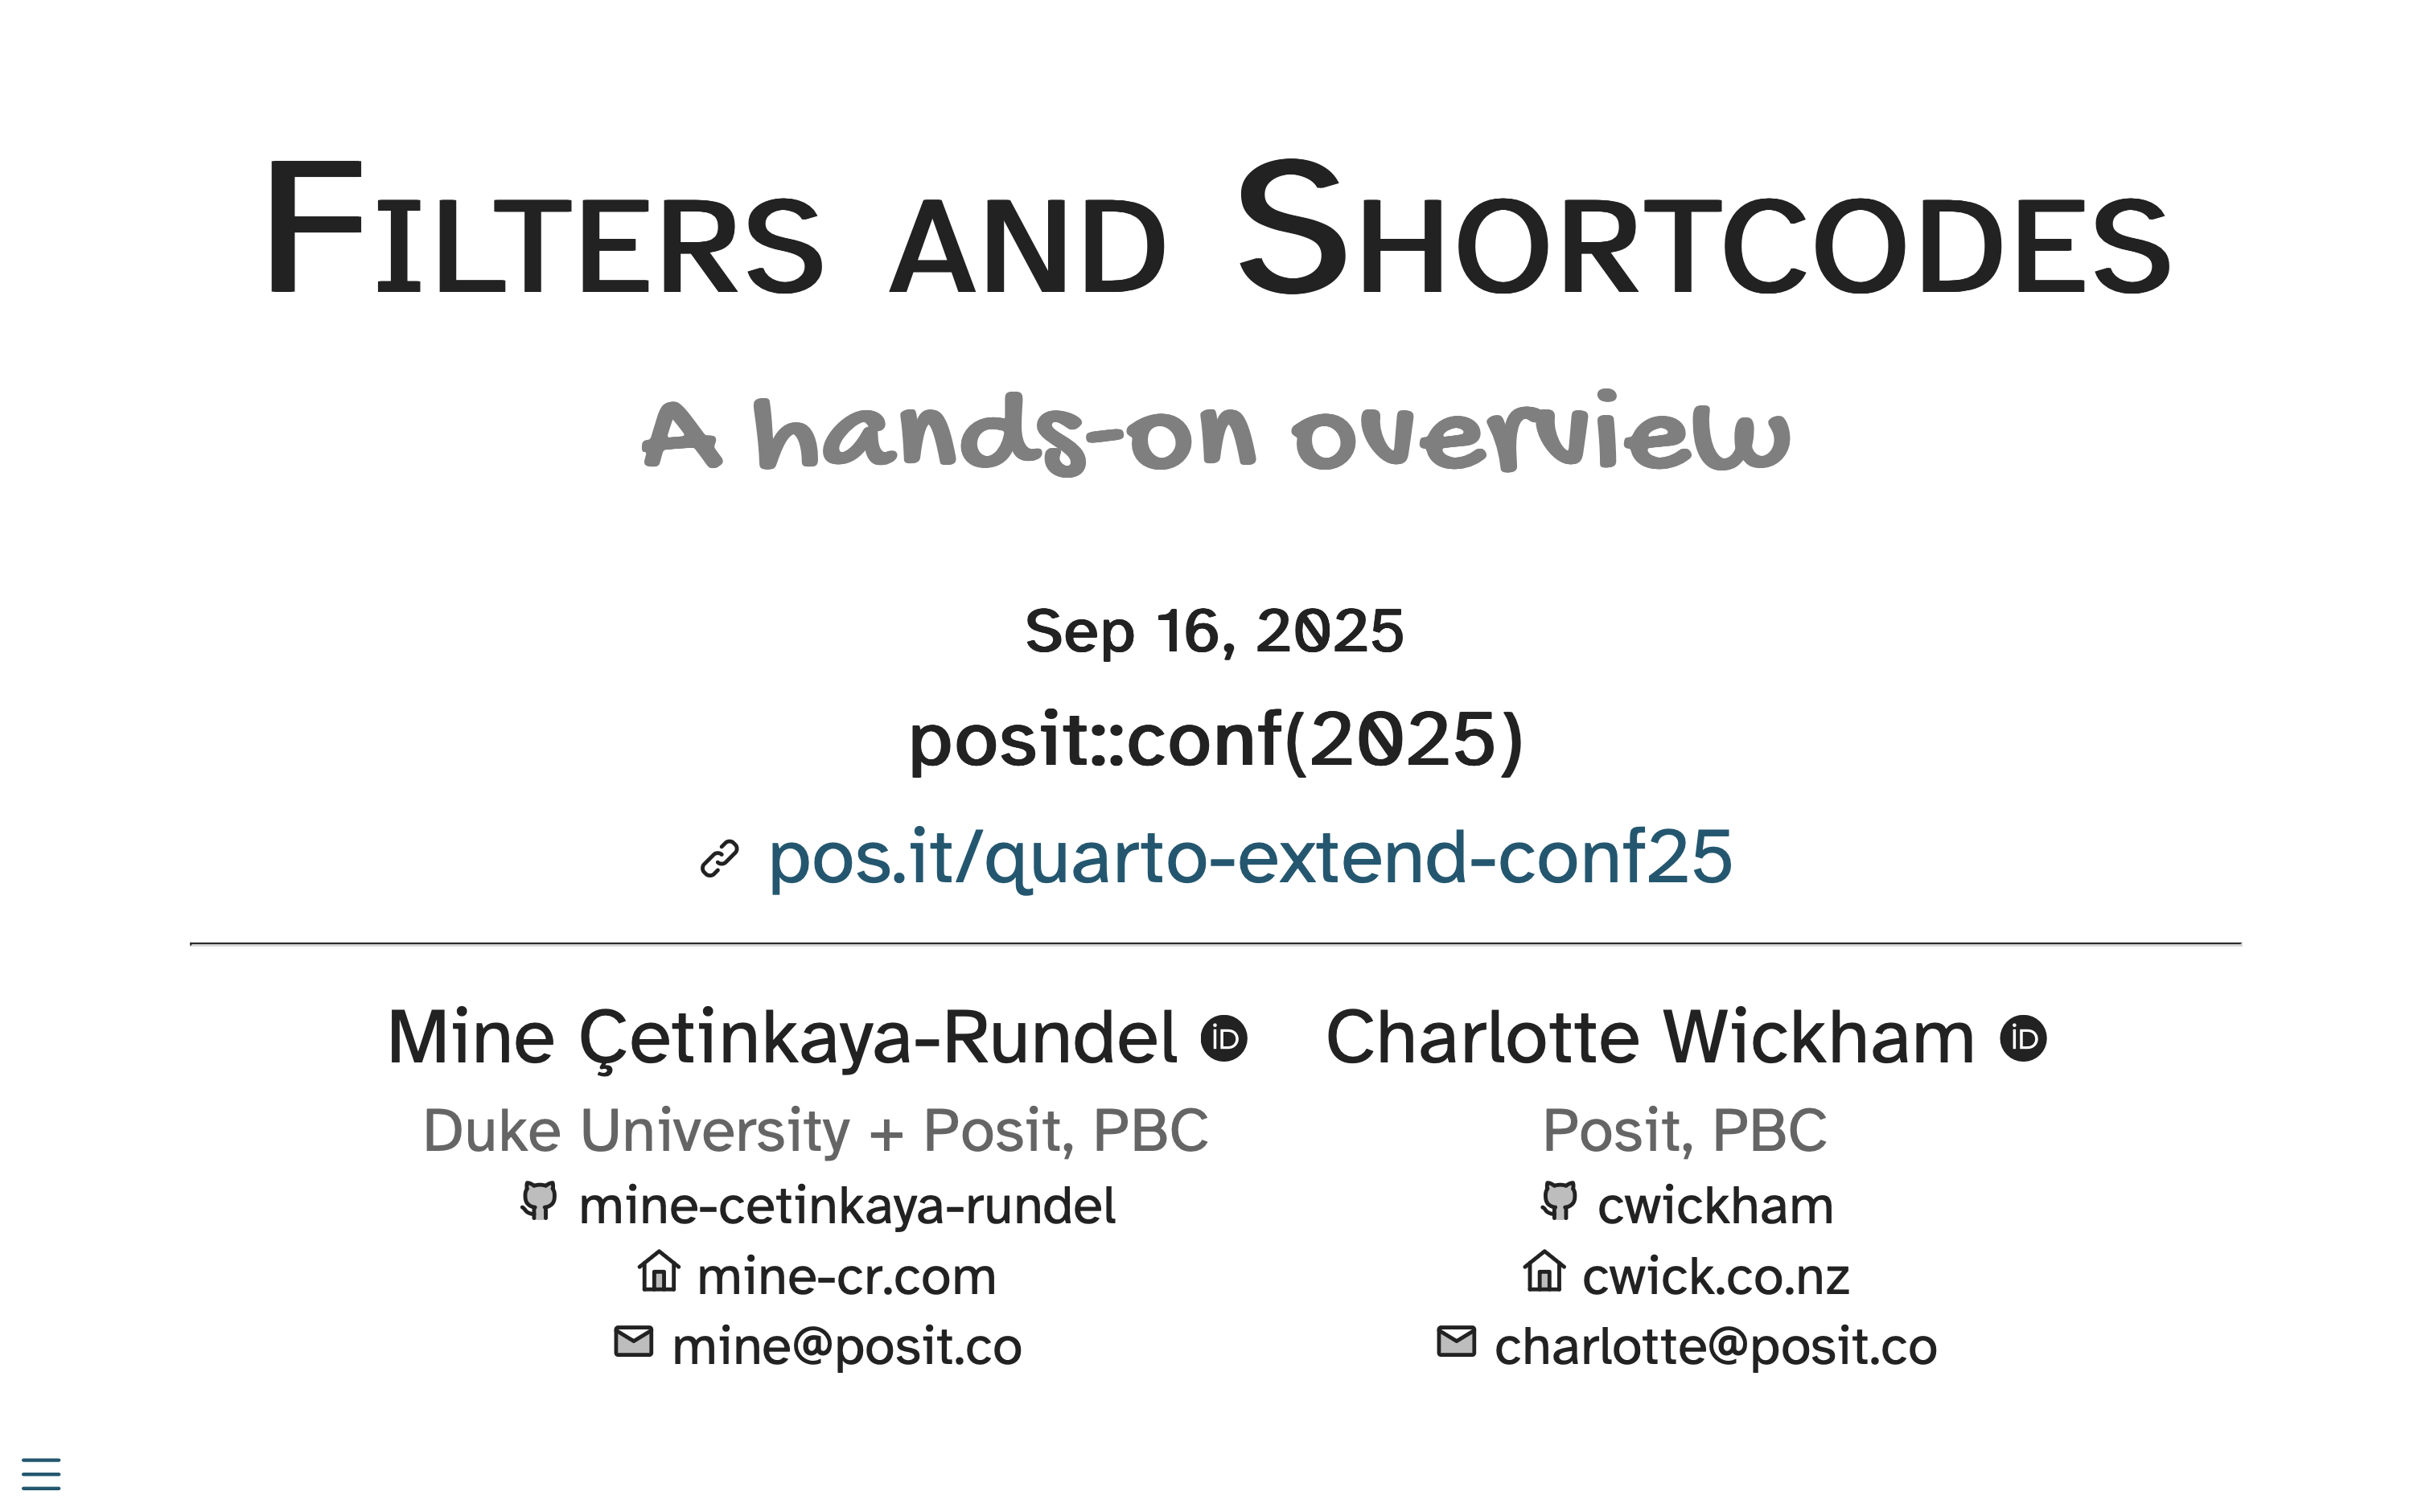 Filters and Shortcodes
A hands-on overview
Sep 16, 2025
posit::conf(2025)
pos.it/quarto-extend-conf25
Mine Çetinkaya-Rundel iD
Duke University + Posit, PBC
mine-cetinkaya-rundel
mine-cr.com
mine@posit.co
Charlotte Wickham iD
Posit, PBC
cwickham
cwick.co.nz
charlotte@posit.co